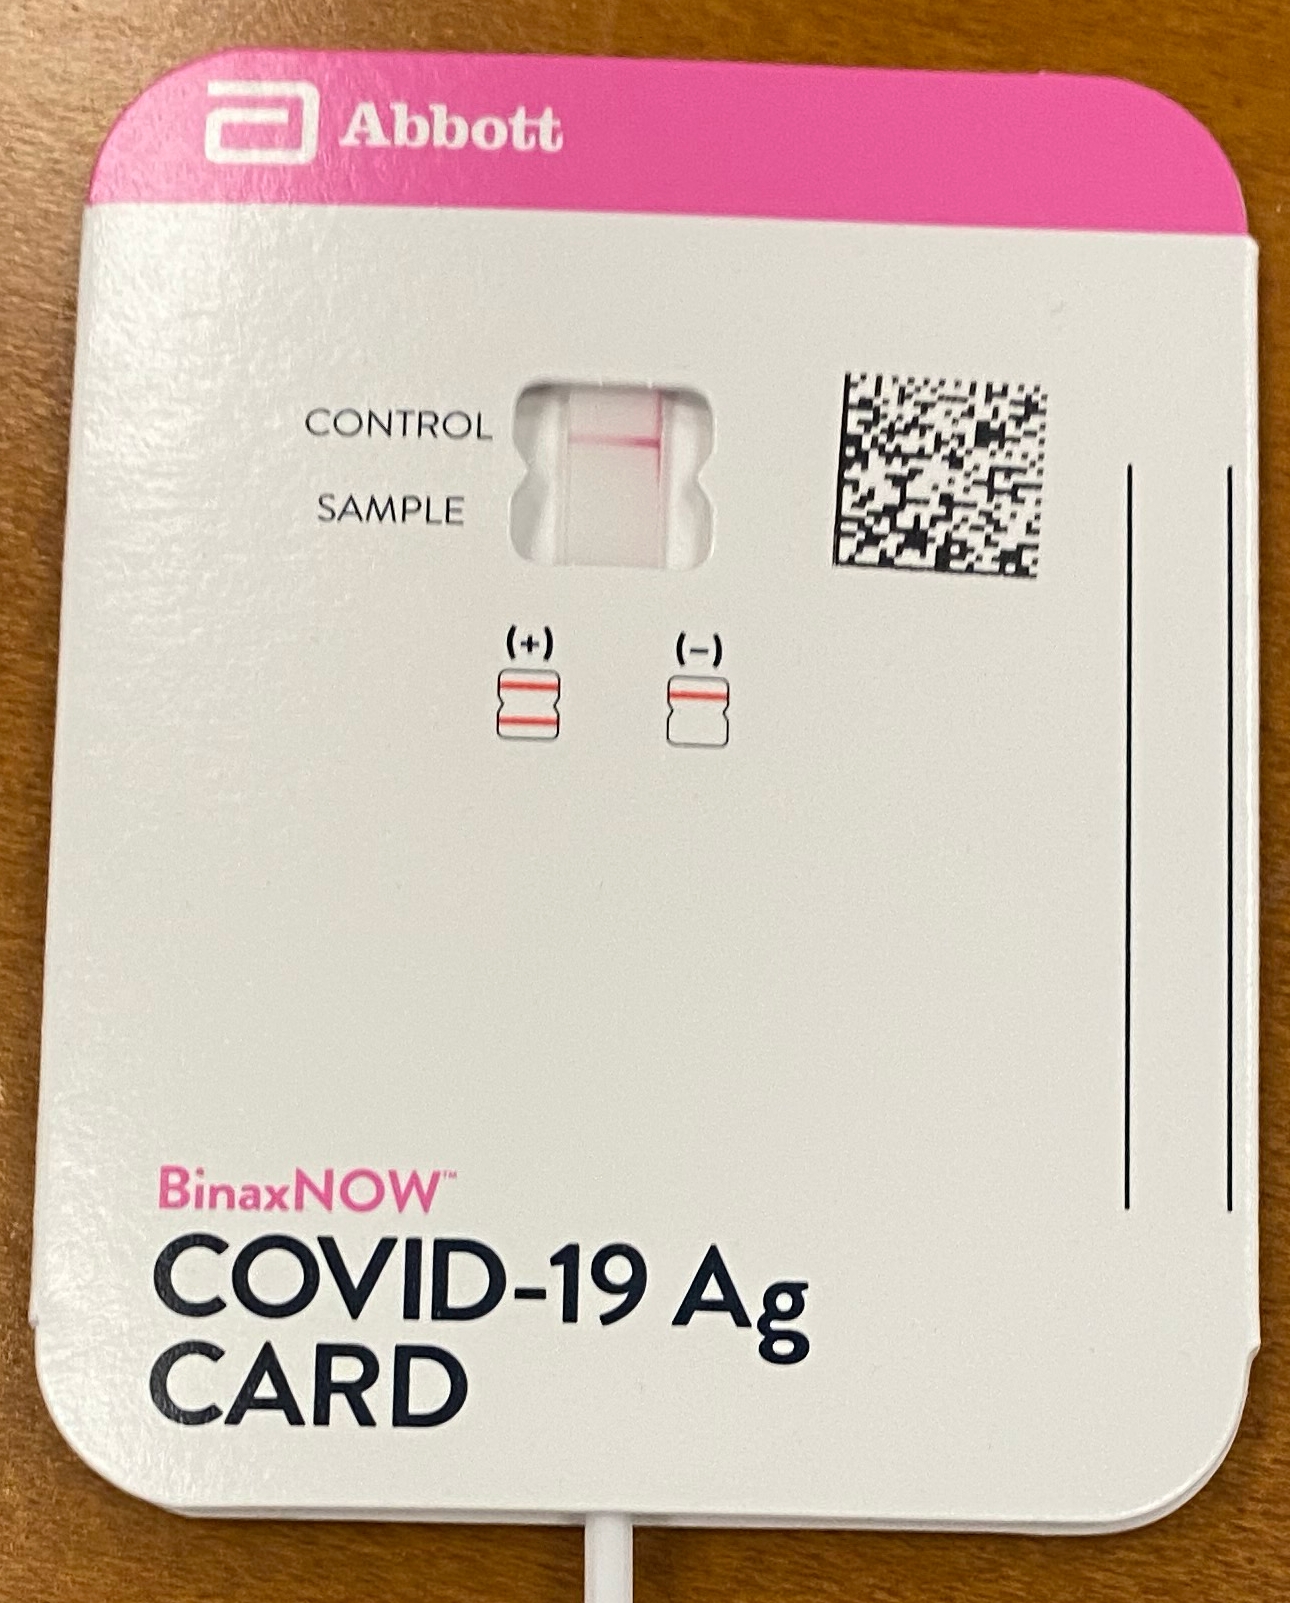 Abbott
CONTROL
SAMPLE
(+) (-)
BinaxNOW™
COVID-19 Ag
CARD